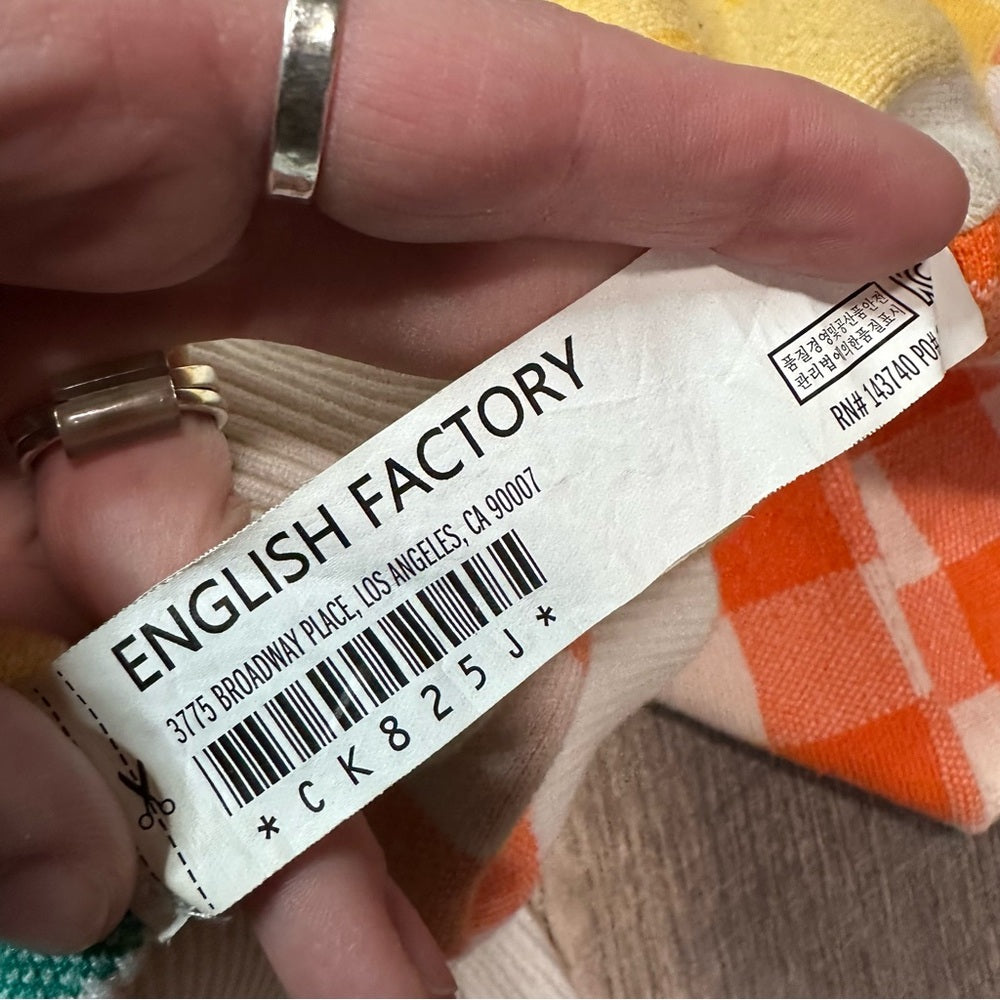 ENGLISH FACTORY
3775 BROADWAY PLACE, LOS ANGELES, CA 90007
* C K 8 2 5 J *
품질경영및공산품안전
관리법에의한품질표시
RN# 143740 PO#